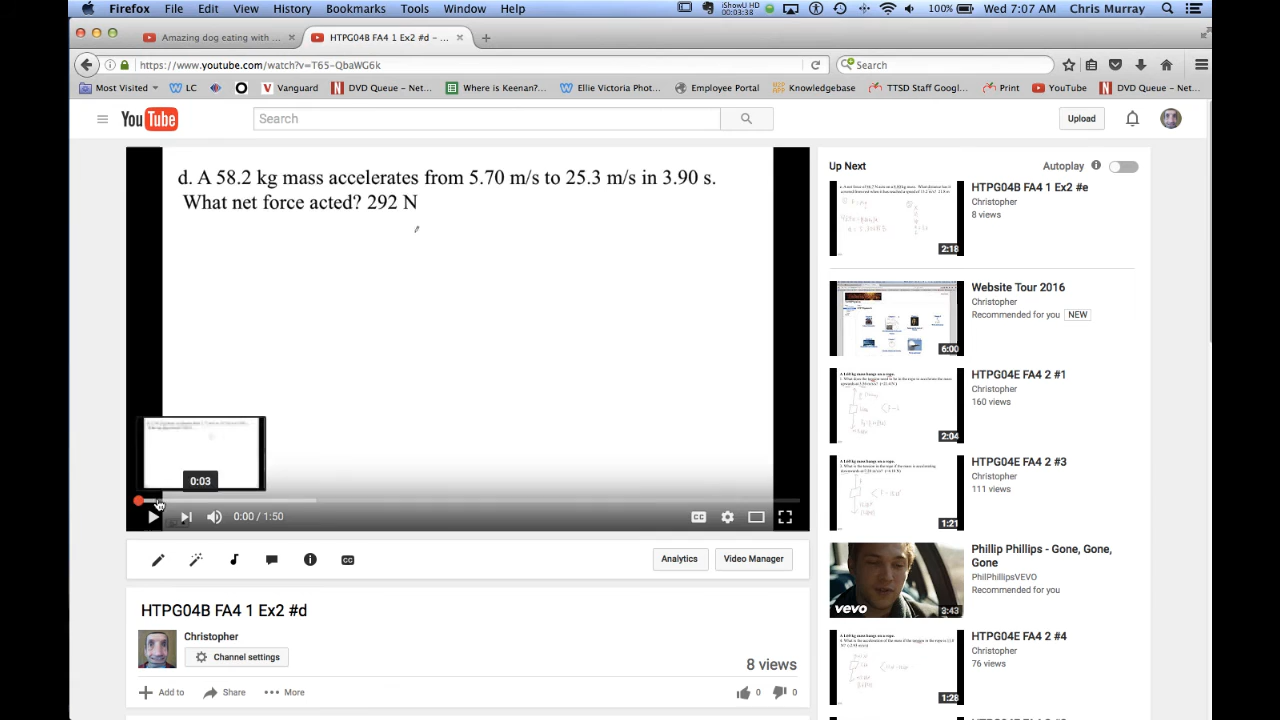 Firefox File Edit View History Bookmarks Tools Window Help iShowU HD 00:03:38 100% Wed 7:07 AM Chris Murray
Amazing dog eating with ... HTPG04B FA4 1 Ex2 #d – ...
https://www.youtube.com/watch?v=T65-QbaWG6k Search
Most Visited LC Vanguard DVD Queue - Net... Where is Keenan?... Ellie Victoria Phot... Employee Portal Knowledgebase TTSD Staff Googl... Print YouTube DVD Queue - Net...
YouTube Search Upload
d. A 58.2 kg mass accelerates from 5.70 m/s to 25.3 m/s in 3.90 s.
What net force acted? 292 N
0:03
0:00 / 1:50 CC
CC Analytics Video Manager
HTPG04B FA4 1 Ex2 #d
Christopher
Channel settings
8 views
Add to Share More 0 0
Up Next Autoplay
HTPG04B FA4 1 Ex2 #e
Christopher
8 views
2:18
Website Tour 2016
Christopher
Recommended for you NEW
6:00
HTPG04E FA4 2 #1
Christopher
160 views
2:04
HTPG04E FA4 2 #3
Christopher
111 views
1:21
Phillip Phillips - Gone, Gone,
Gone
PhilPhillipsVEVO
Recommended for you
vevo 3:43
HTPG04E FA4 2 #4
Christopher
76 views
1:28